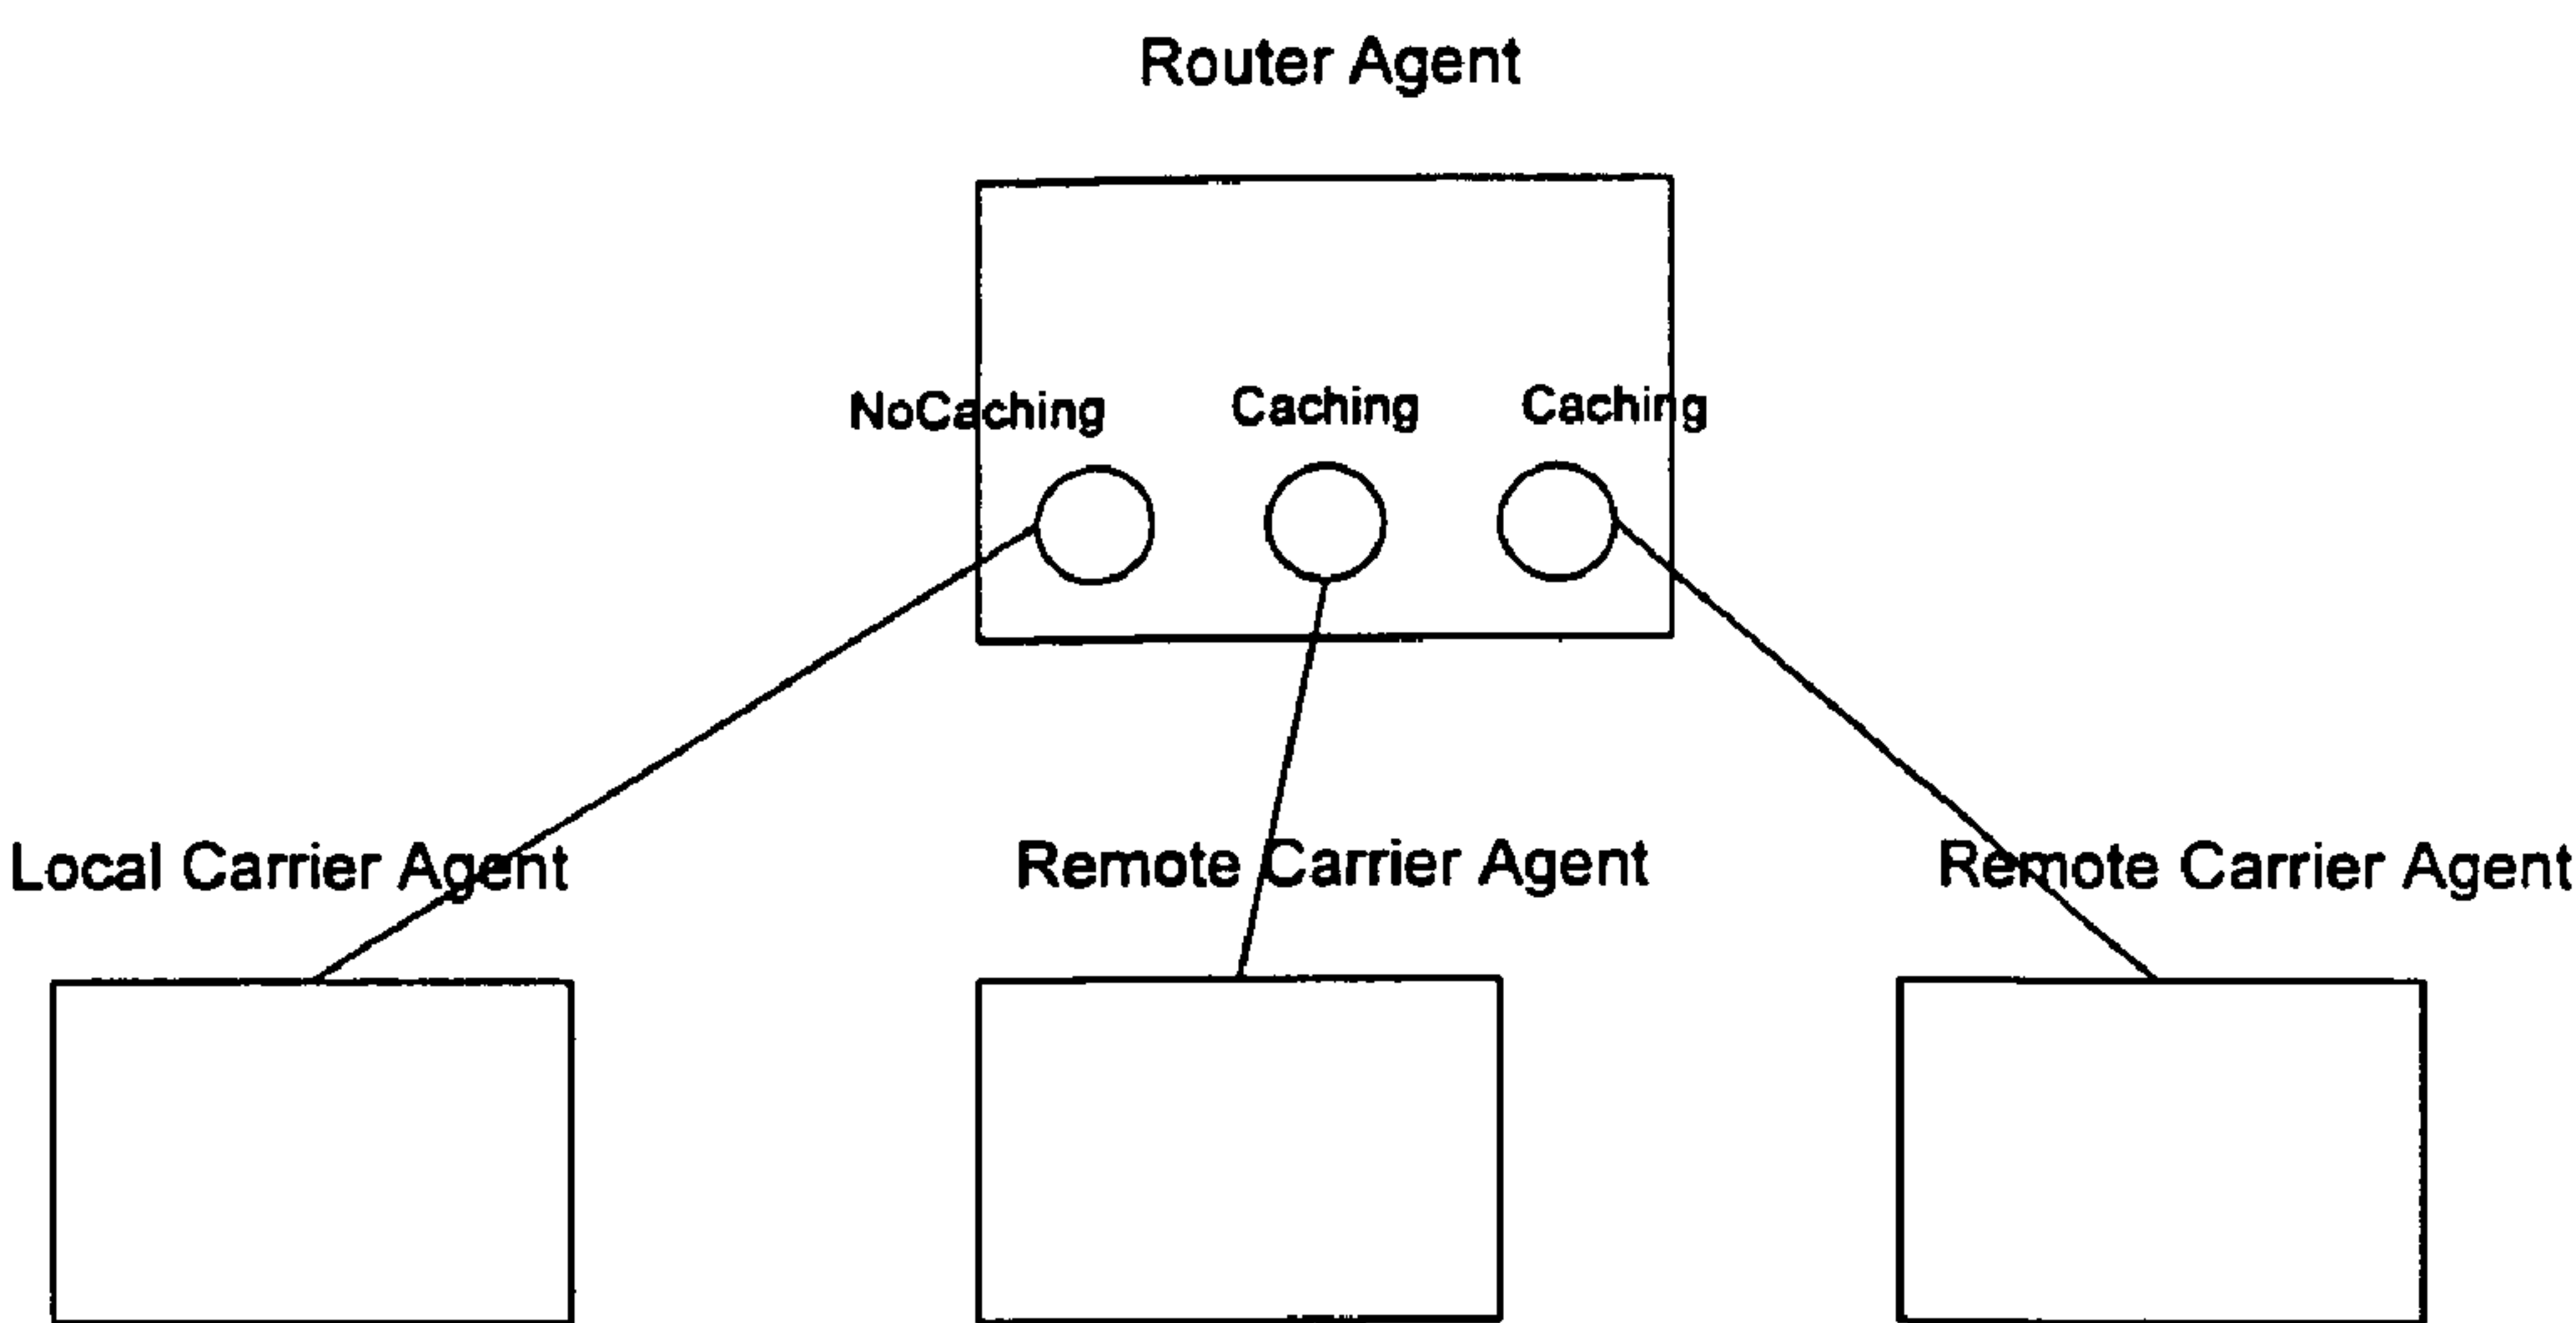 Router Agent
NoCaching Caching Caching
Local Carrier Agent Remote Carrier Agent Remote Carrier Agent